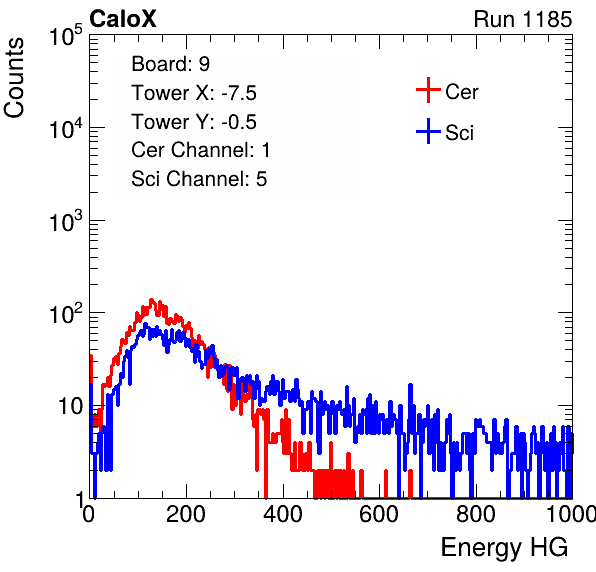 CaloX Run 1185
Counts
Board: 9
Tower X: -7.5
Tower Y: -0.5
Cer Channel: 1
Sci Channel: 5
Cer
Sci
10^5
10^4
10^3
10^2
10
1
0 200 400 600 800 1000
Energy HG